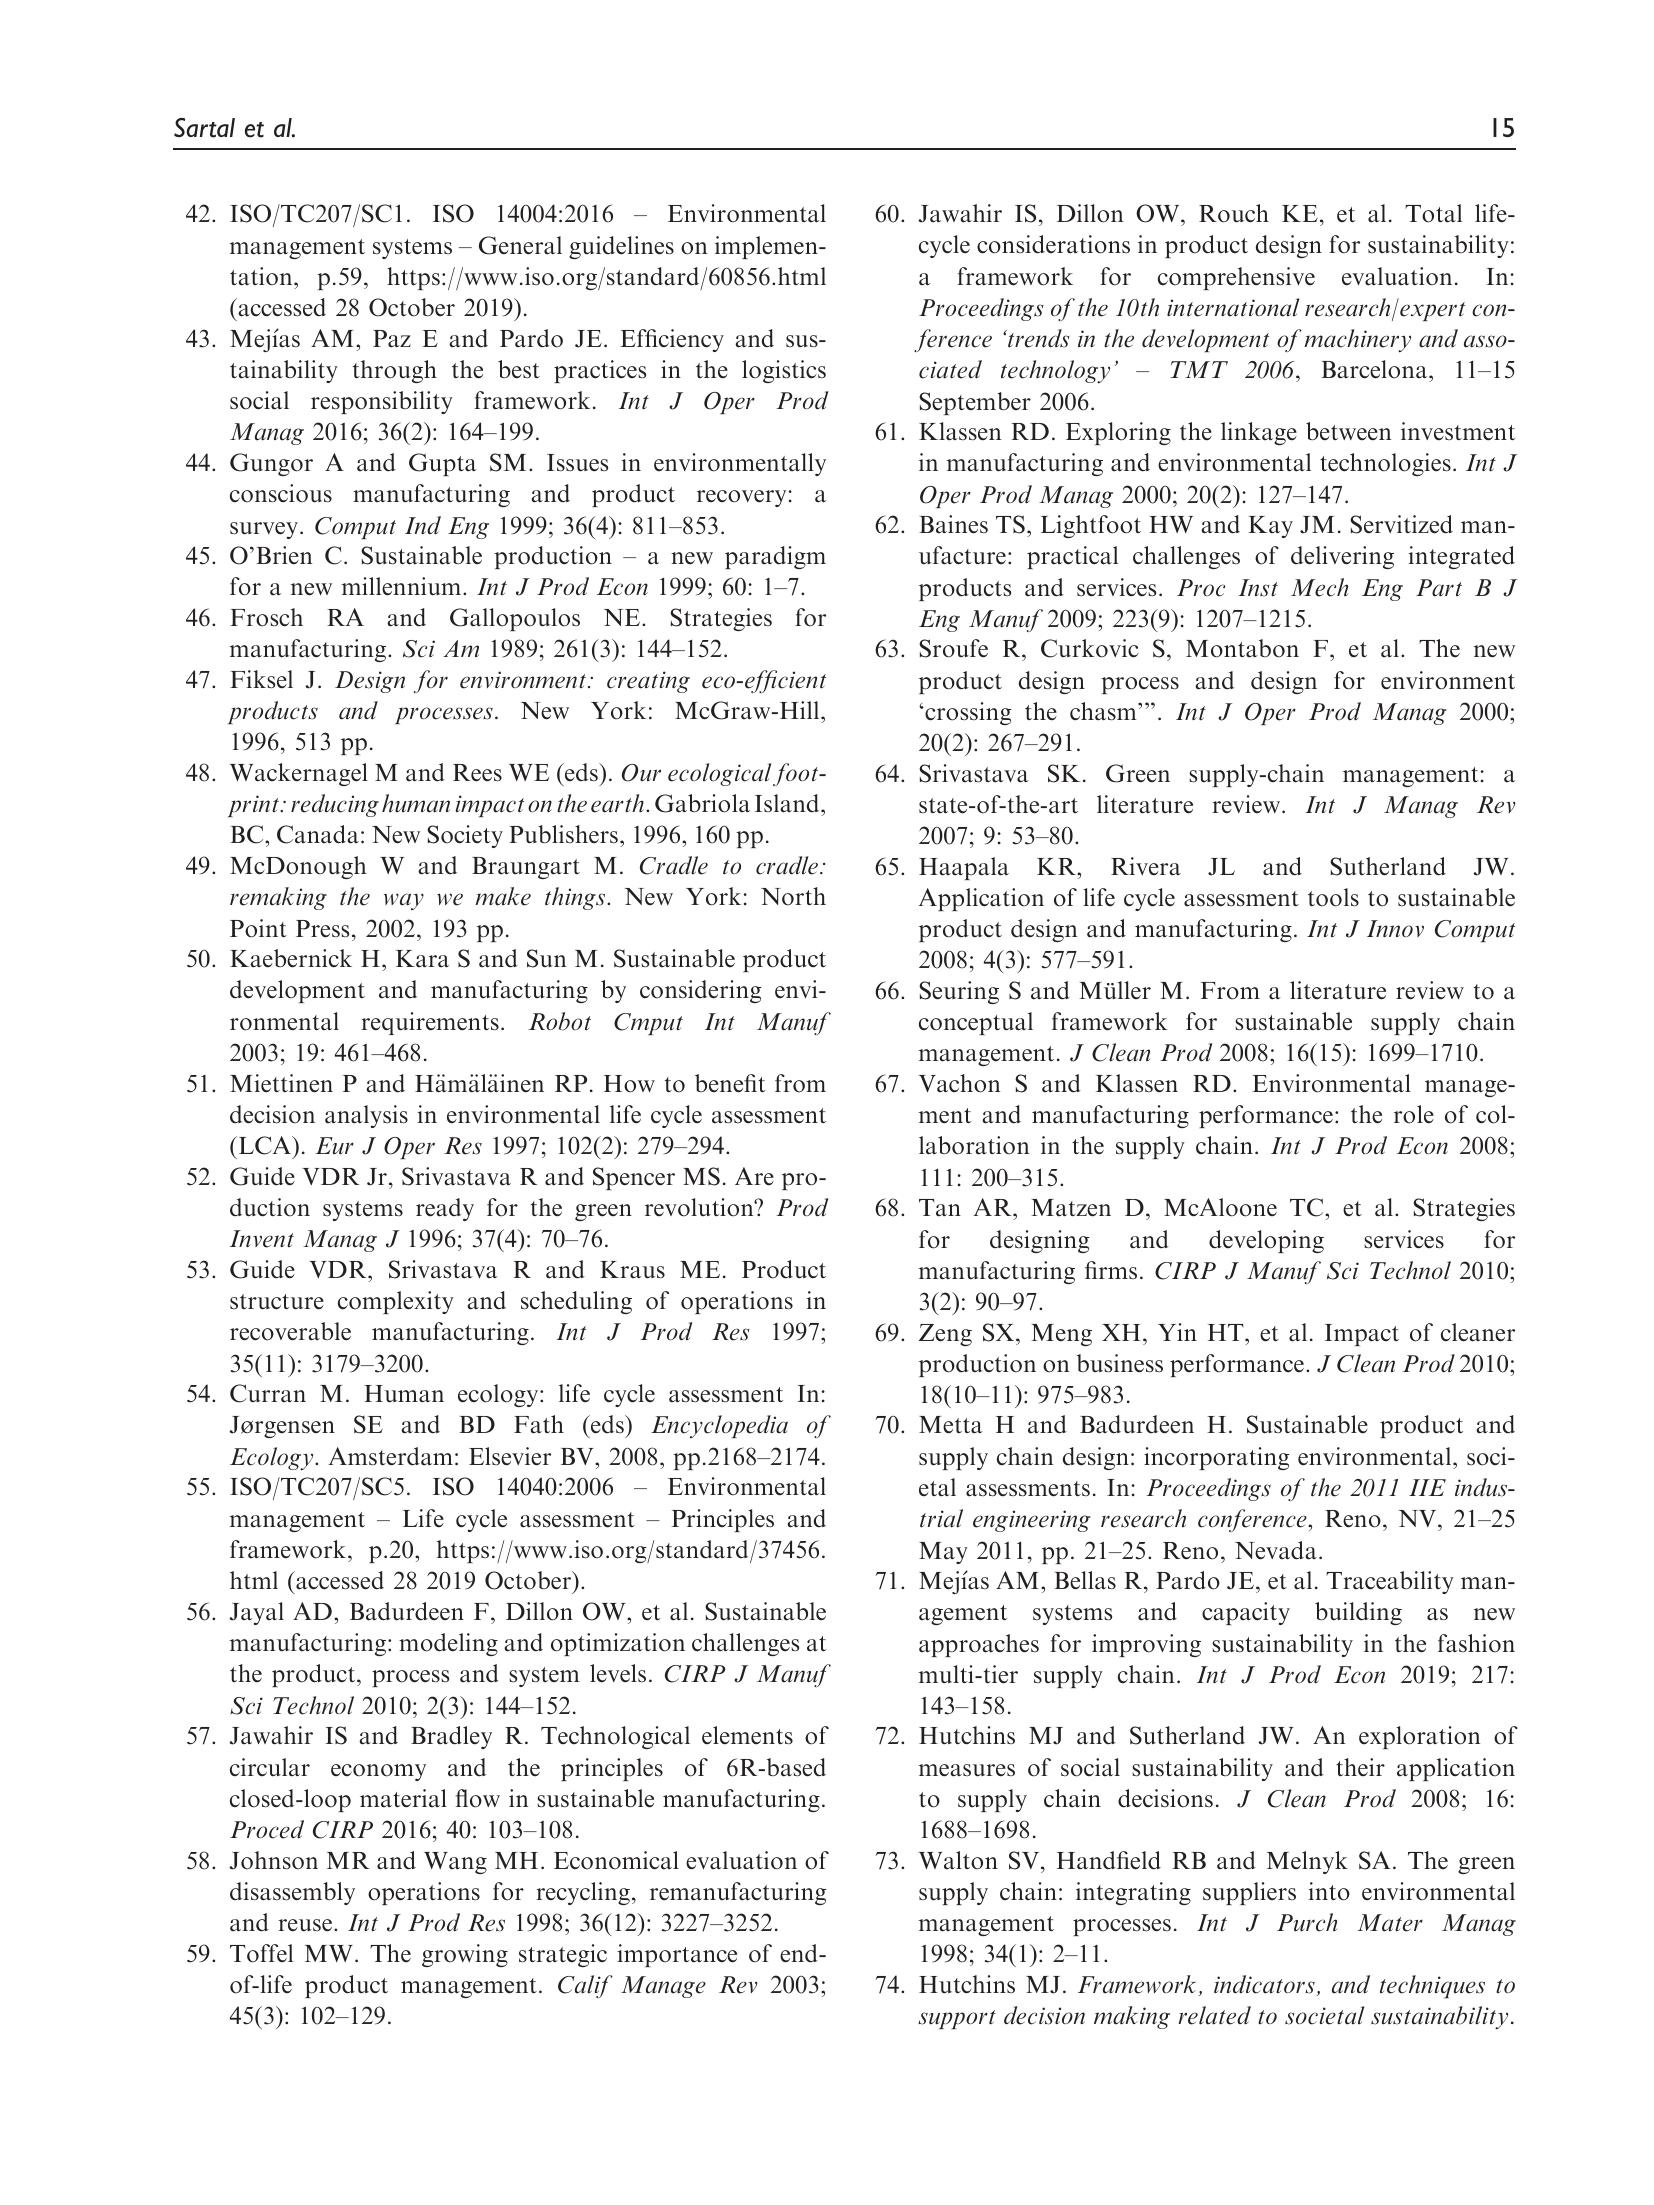 Sartal et al.
15
42. ISO/TC207/SC1. ISO 14004:2016 – Environmental
management systems – General guidelines on implemen-
tation, p.59, https://www.iso.org/standard/60856.html
(accessed 28 October 2019).
43. Mejías AM, Paz E and Pardo JE. Efficiency and sus-
tainability through the best practices in the logistics
social responsibility framework. Int J Oper Prod
Manag 2016; 36(2): 164–199.
44. Gungor A and Gupta SM. Issues in environmentally
conscious manufacturing and product recovery: a
survey. Comput Ind Eng 1999; 36(4): 811–853.
45. O’Brien C. Sustainable production – a new paradigm
for a new millennium. Int J Prod Econ 1999; 60: 1–7.
46. Frosch RA and Gallopoulos NE. Strategies for
manufacturing. Sci Am 1989; 261(3): 144–152.
47. Fiksel J. Design for environment: creating eco-efficient
products and processes. New York: McGraw-Hill,
1996, 513 pp.
48. Wackernagel M and Rees WE (eds). Our ecological foot-
print: reducing human impact on the earth. Gabriola Island,
BC, Canada: New Society Publishers, 1996, 160 pp.
49. McDonough W and Braungart M. Cradle to cradle:
remaking the way we make things. New York: North
Point Press, 2002, 193 pp.
50. Kaebernick H, Kara S and Sun M. Sustainable product
development and manufacturing by considering envi-
ronmental requirements. Robot Cmput Int Manuf
2003; 19: 461–468.
51. Miettinen P and Hämäläinen RP. How to benefit from
decision analysis in environmental life cycle assessment
(LCA). Eur J Oper Res 1997; 102(2): 279–294.
52. Guide VDR Jr, Srivastava R and Spencer MS. Are pro-
duction systems ready for the green revolution? Prod
Invent Manag J 1996; 37(4): 70–76.
53. Guide VDR, Srivastava R and Kraus ME. Product
structure complexity and scheduling of operations in
recoverable manufacturing. Int J Prod Res 1997;
35(11): 3179–3200.
54. Curran M. Human ecology: life cycle assessment In:
Jørgensen SE and BD Fath (eds) Encyclopedia of
Ecology. Amsterdam: Elsevier BV, 2008, pp.2168–2174.
55. ISO/TC207/SC5. ISO 14040:2006 – Environmental
management – Life cycle assessment – Principles and
framework, p.20, https://www.iso.org/standard/37456.
html (accessed 28 2019 October).
56. Jayal AD, Badurdeen F, Dillon OW, et al. Sustainable
manufacturing: modeling and optimization challenges at
the product, process and system levels. CIRP J Manuf
Sci Technol 2010; 2(3): 144–152.
57. Jawahir IS and Bradley R. Technological elements of
circular economy and the principles of 6R-based
closed-loop material flow in sustainable manufacturing.
Proced CIRP 2016; 40: 103–108.
58. Johnson MR and Wang MH. Economical evaluation of
disassembly operations for recycling, remanufacturing
and reuse. Int J Prod Res 1998; 36(12): 3227–3252.
59. Toffel MW. The growing strategic importance of end-
of-life product management. Calif Manage Rev 2003;
45(3): 102–129.
60. Jawahir IS, Dillon OW, Rouch KE, et al. Total life-
cycle considerations in product design for sustainability:
a framework for comprehensive evaluation. In:
Proceedings of the 10th international research/expert con-
ference ‘trends in the development of machinery and asso-
ciated technology’ – TMT 2006, Barcelona, 11–15
September 2006.
61. Klassen RD. Exploring the linkage between investment
in manufacturing and environmental technologies. Int J
Oper Prod Manag 2000; 20(2): 127–147.
62. Baines TS, Lightfoot HW and Kay JM. Servitized man-
ufacture: practical challenges of delivering integrated
products and services. Proc Inst Mech Eng Part B J
Eng Manuf 2009; 223(9): 1207–1215.
63. Sroufe R, Curkovic S, Montabon F, et al. The new
product design process and design for environment
‘crossing the chasm’”. Int J Oper Prod Manag 2000;
20(2): 267–291.
64. Srivastava SK. Green supply-chain management: a
state-of-the-art literature review. Int J Manag Rev
2007; 9: 53–80.
65. Haapala KR, Rivera JL and Sutherland JW.
Application of life cycle assessment tools to sustainable
product design and manufacturing. Int J Innov Comput
2008; 4(3): 577–591.
66. Seuring S and Müller M. From a literature review to a
conceptual framework for sustainable supply chain
management. J Clean Prod 2008; 16(15): 1699–1710.
67. Vachon S and Klassen RD. Environmental manage-
ment and manufacturing performance: the role of col-
laboration in the supply chain. Int J Prod Econ 2008;
111: 200–315.
68. Tan AR, Matzen D, McAloone TC, et al. Strategies
for designing and developing services for
manufacturing firms. CIRP J Manuf Sci Technol 2010;
3(2): 90–97.
69. Zeng SX, Meng XH, Yin HT, et al. Impact of cleaner
production on business performance. J Clean Prod 2010;
18(10–11): 975–983.
70. Metta H and Badurdeen H. Sustainable product and
supply chain design: incorporating environmental, soci-
etal assessments. In: Proceedings of the 2011 IIE indus-
trial engineering research conference, Reno, NV, 21–25
May 2011, pp. 21–25. Reno, Nevada.
71. Mejías AM, Bellas R, Pardo JE, et al. Traceability man-
agement systems and capacity building as new
approaches for improving sustainability in the fashion
multi-tier supply chain. Int J Prod Econ 2019; 217:
143–158.
72. Hutchins MJ and Sutherland JW. An exploration of
measures of social sustainability and their application
to supply chain decisions. J Clean Prod 2008; 16:
1688–1698.
73. Walton SV, Handfield RB and Melnyk SA. The green
supply chain: integrating suppliers into environmental
management processes. Int J Purch Mater Manag
1998; 34(1): 2–11.
74. Hutchins MJ. Framework, indicators, and techniques to
support decision making related to societal sustainability.